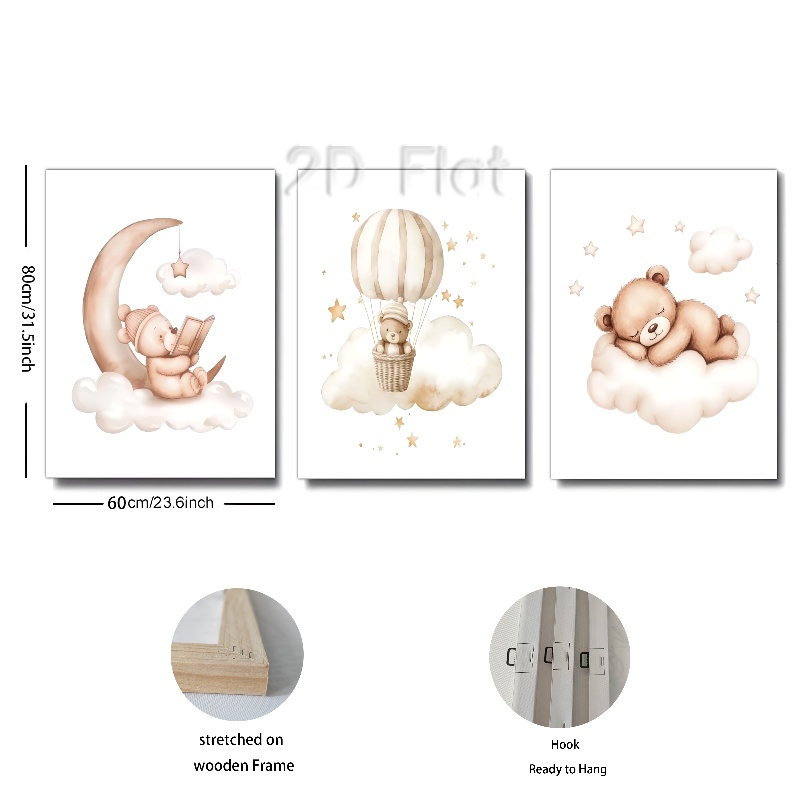 2D Flat
80cm/31.5inch
60cm/23.6inch
stretched on
wooden Frame
Hook
Ready to Hang